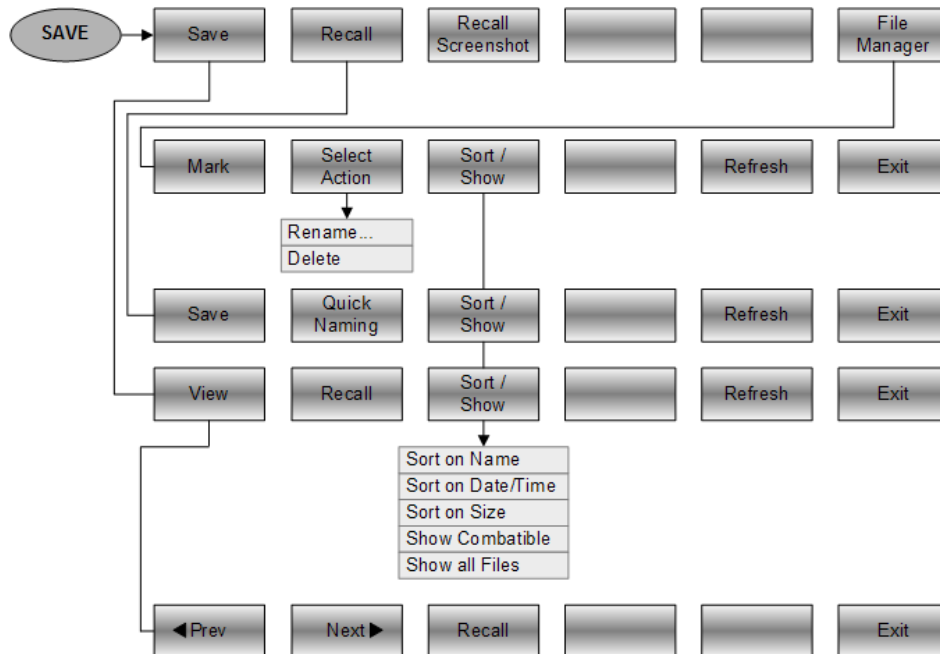 SAVE
Save
Recall
Recall
Screenshot
File
Manager
Mark
Select
Action
Sort /
Show
Refresh
Exit
Rename...
Delete
Save
Quick
Naming
Sort /
Show
Refresh
Exit
View
Recall
Sort /
Show
Refresh
Exit
Sort on Name
Sort on Date/Time
Sort on Size
Show Combatible
Show all Files
◀Prev
Next▶
Recall
Exit